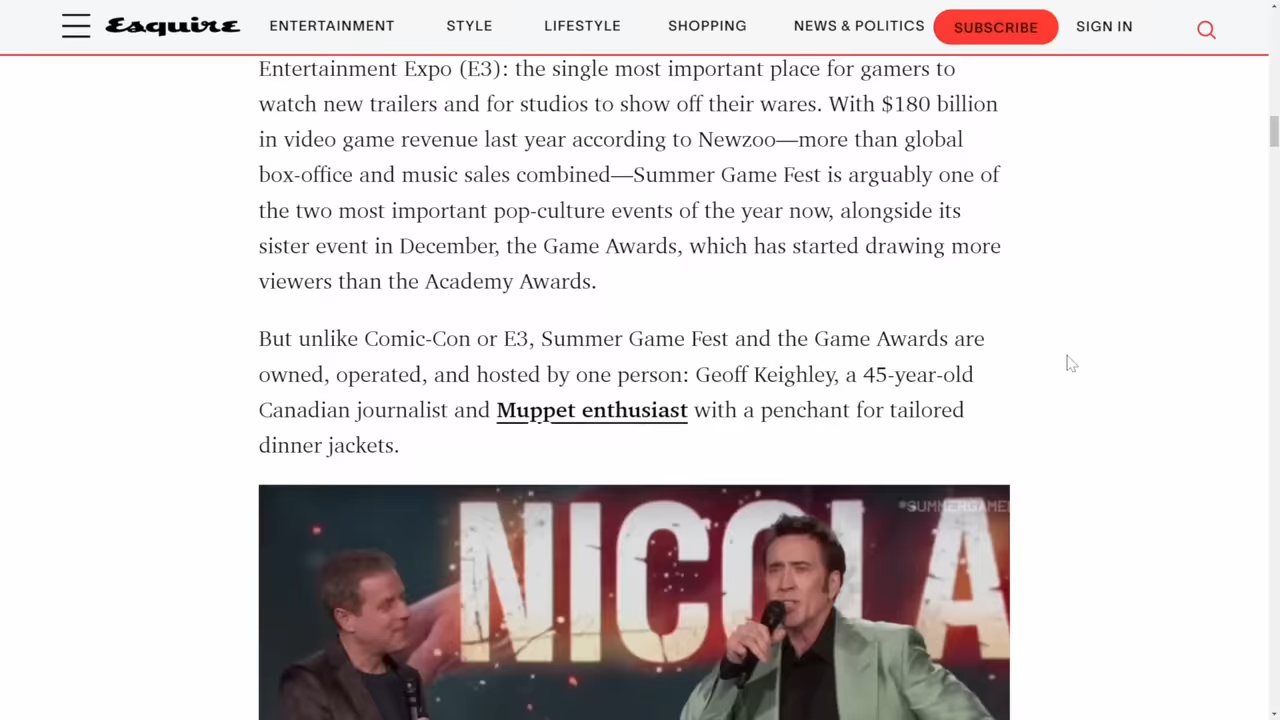 Esquire
ENTERTAINMENT
STYLE
LIFESTYLE
SHOPPING
NEWS & POLITICS
SUBSCRIBE
SIGN IN
Entertainment Expo (E3): the single most important place for gamers to
watch new trailers and for studios to show off their wares. With $180 billion
in video game revenue last year according to Newzoo—more than global
box-office and music sales combined—Summer Game Fest is arguably one of
the two most important pop-culture events of the year now, alongside its
sister event in December, the Game Awards, which has started drawing more
viewers than the Academy Awards.
But unlike Comic-Con or E3, Summer Game Fest and the Game Awards are
owned, operated, and hosted by one person: Geoff Keighley, a 45-year-old
Canadian journalist and Muppet enthusiast with a penchant for tailored
dinner jackets.
#SUMMERGAME
NICOLA